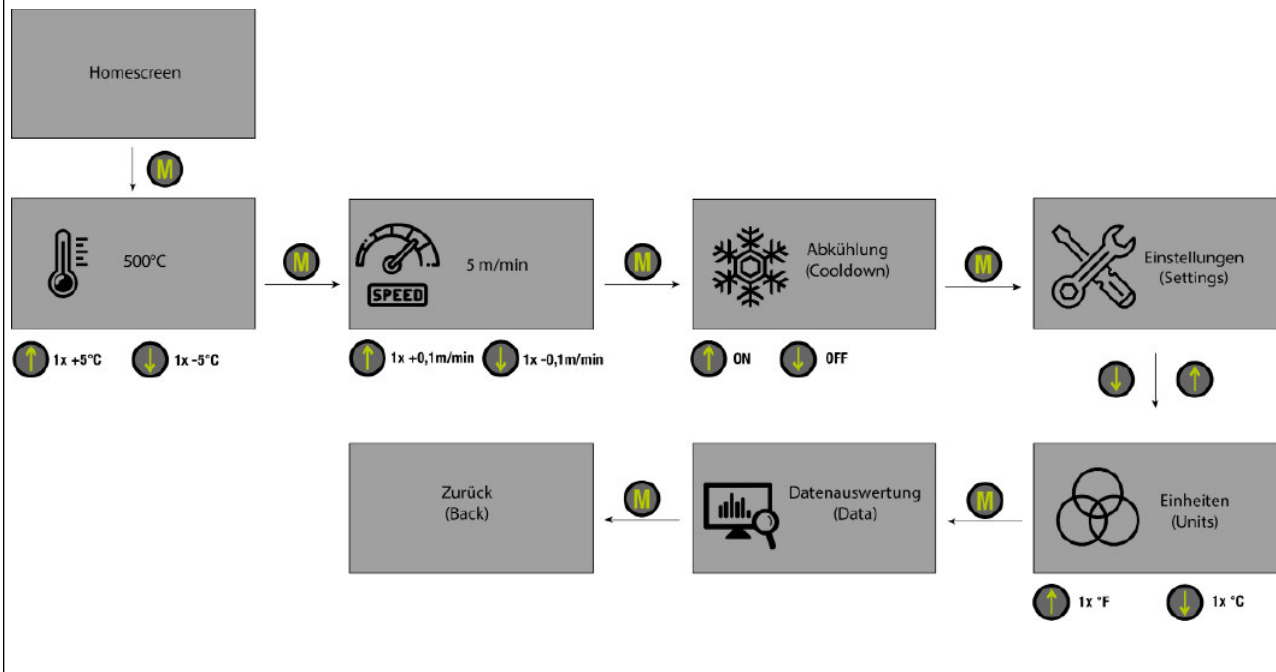 Homescreen
M
500°C
M
SPEED
5 m/min
M
Abkühlung
(Cooldown)
M
Einstellungen
(Settings)
1x +5°C
1x -5°C
1x +0,1m/min
1x -0,1m/min
ON
OFF
Zurück
(Back)
M
Datenauswertung
(Data)
M
Einheiten
(Units)
1x °F
1x °C